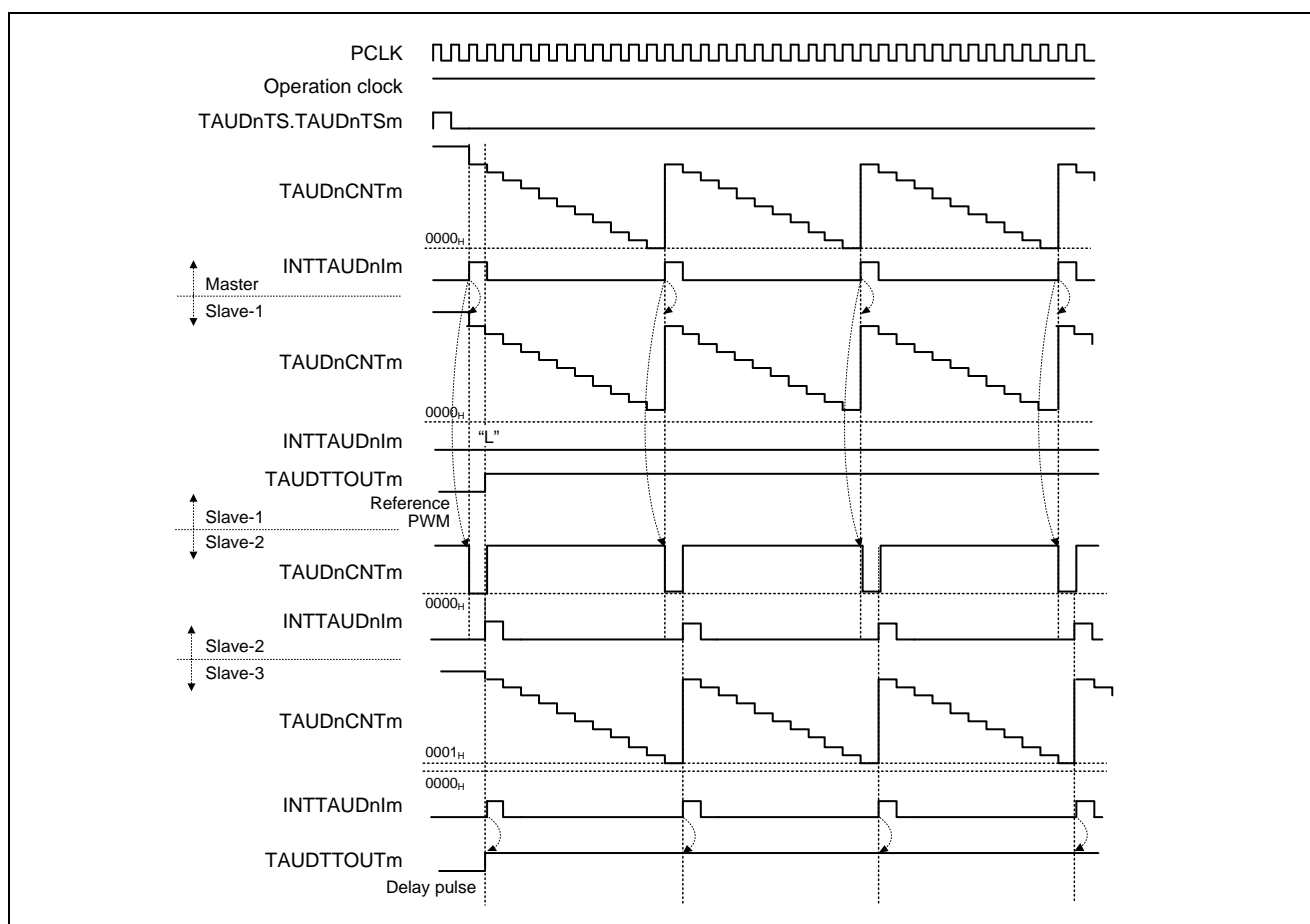 PCLK
Operation clock
TAUDnTS.TAUDnTSm
TAUDnCNTm
0000H
INTTAUDnIm
Master
Slave-1
TAUDnCNTm
0000H
INTTAUDnIm
“L”
TAUDTTOUTm
Reference
PWM
Slave-1
Slave-2
TAUDnCNTm
0000H
INTTAUDnIm
Slave-2
Slave-3
TAUDnCNTm
0001H
0000H
INTTAUDnIm
TAUDTTOUTm
Delay pulse